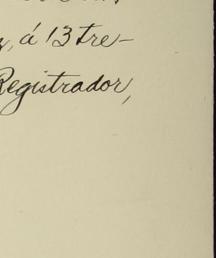 á 13 tre-
Registrador,